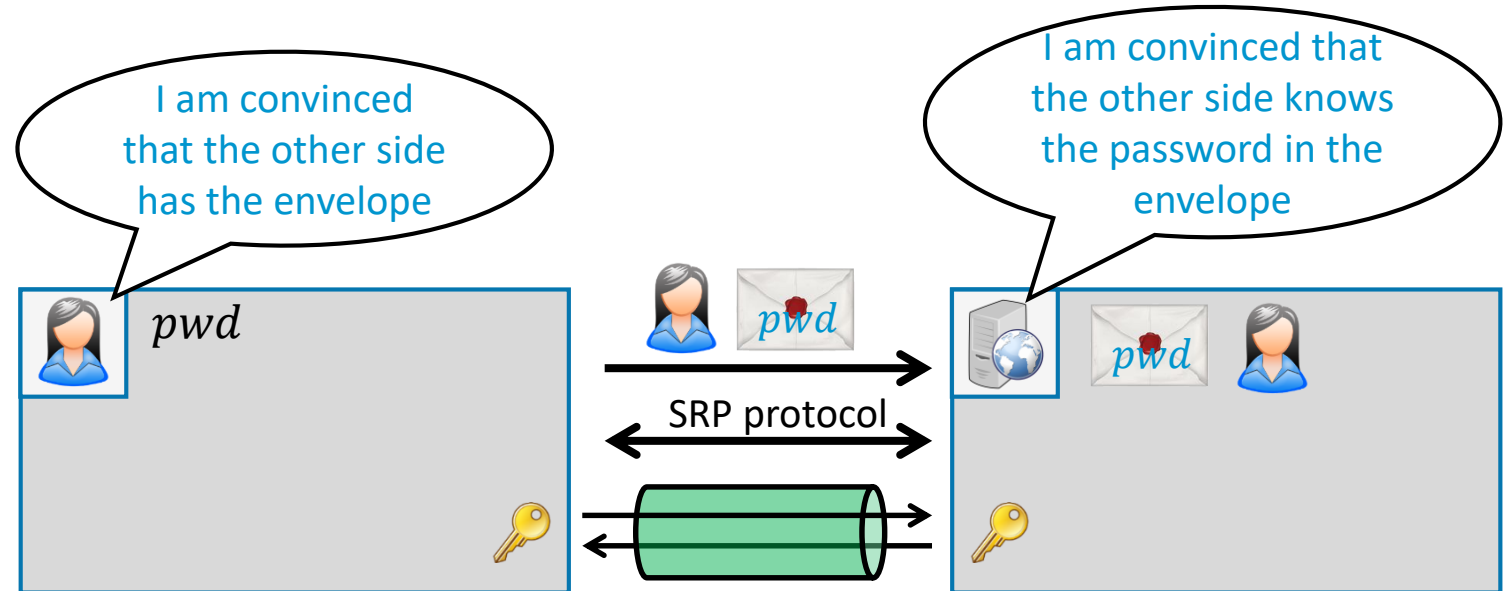 I am convinced
that the other side
has the envelope
I am convinced that
the other side knows
the password in the
envelope
pwd
pwd
pwd
SRP protocol